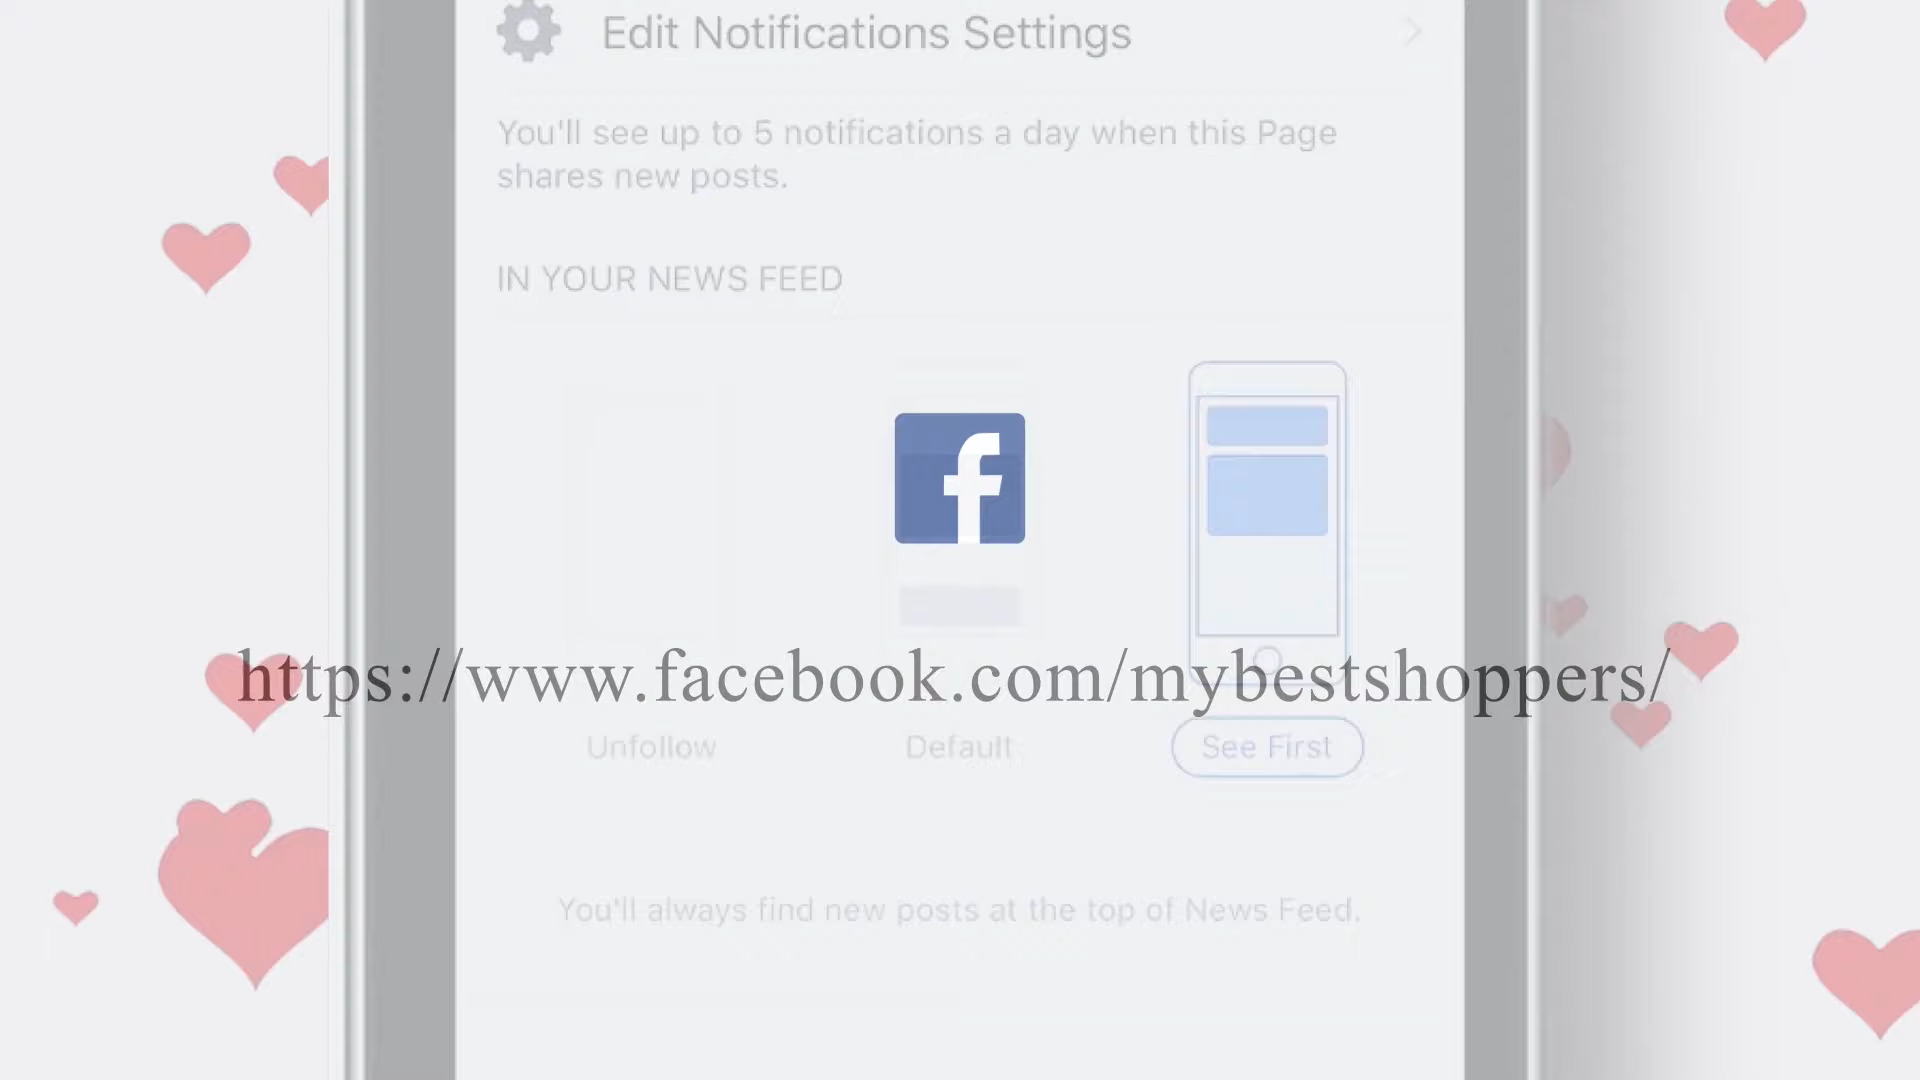 Edit Notifications Settings
You'll see up to 5 notifications a day when this Page
shares new posts.
IN YOUR NEWS FEED
https://www.facebook.com/mybestshoppers/
Unfollow Default See First
You'll always find new posts at the top of News Feed.